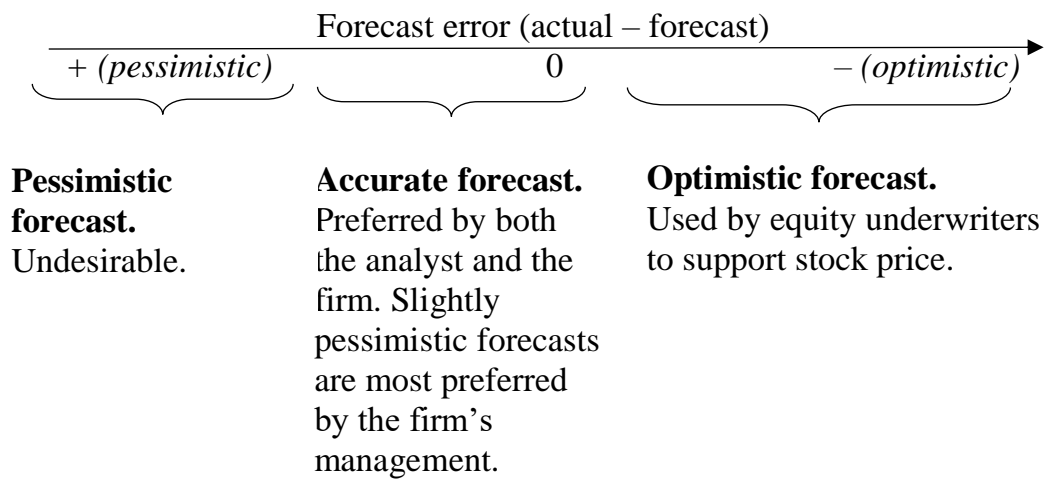 Forecast error (actual – forecast)
+ (pessimistic) 0 – (optimistic)
Pessimistic
forecast.
Undesirable.
Accurate forecast.
Preferred by both
the analyst and the
firm. Slightly
pessimistic forecasts
are most preferred
by the firm’s
management.
Optimistic forecast.
Used by equity underwriters
to support stock price.